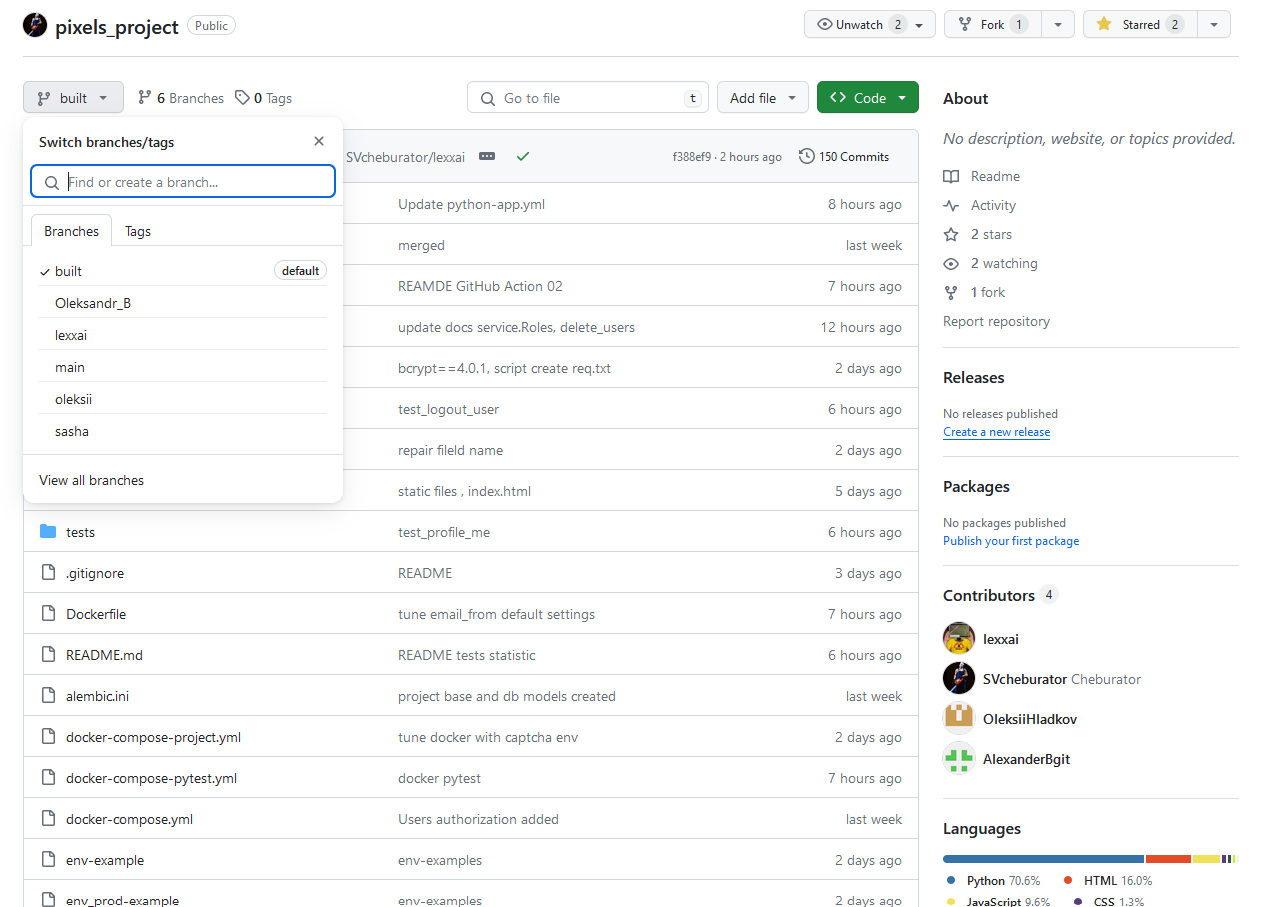 pixels_project Public Unwatch 2 Fork 1 Starred 2
built 6 Branches 0 Tags Go to file t Add file Code
Switch branches/tags
Find or create a branch...
Branches Tags
built default
Oleksandr_B
lexxai
main
oleksii
sasha
View all branches
SVcheburator/lexxai f388ef9 · 2 hours ago 150 Commits
Update python-app.yml 8 hours ago
merged last week
REAMDE GitHub Action 02 7 hours ago
update docs service.Roles, delete_users 12 hours ago
bcrypt==4.0.1, script create req.txt 2 days ago
test_logout_user 6 hours ago
repair fileld name 2 days ago
static files , index.html 5 days ago
tests test_profile_me 6 hours ago
.gitignore README 3 days ago
Dockerfile tune email_from default settings 7 hours ago
README.md README tests statistic 6 hours ago
alembic.ini project base and db models created last week
docker-compose-project.yml tune docker with captcha env 2 days ago
docker-compose-pytest.yml docker pytest 7 hours ago
docker-compose.yml Users authorization added last week
env-example env-examples 2 days ago
env_prod-example env-examples 2 days ago
About
No description, website, or topics provided.
Readme
Activity
2 stars
2 watching
1 fork
Report repository
Releases
No releases published
Create a new release
Packages
No packages published
Publish your first package
Contributors 4
lexxai
SVcheburator Cheburator
OleksiiHladkov
AlexanderBgit
Languages
Python 70.6% HTML 16.0%
JavaScript 9.6% CSS 1.3%